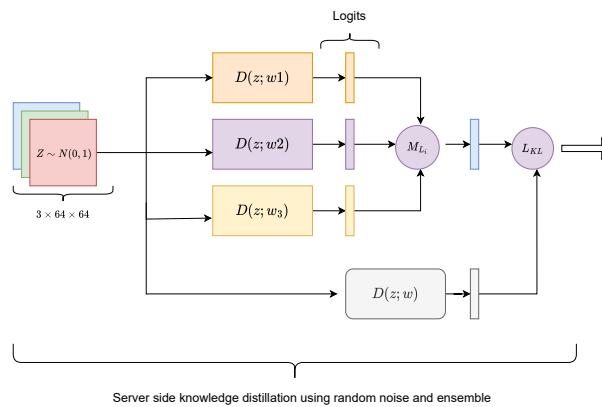 Logits
D(z; w1)
Z ∼ N(0, 1)
D(z; w2)
M_{L_i}
L_{KL}
D(z; w_3)
3 × 64 × 64
D(z; w)
Server side knowledge distillation using random noise and ensemble